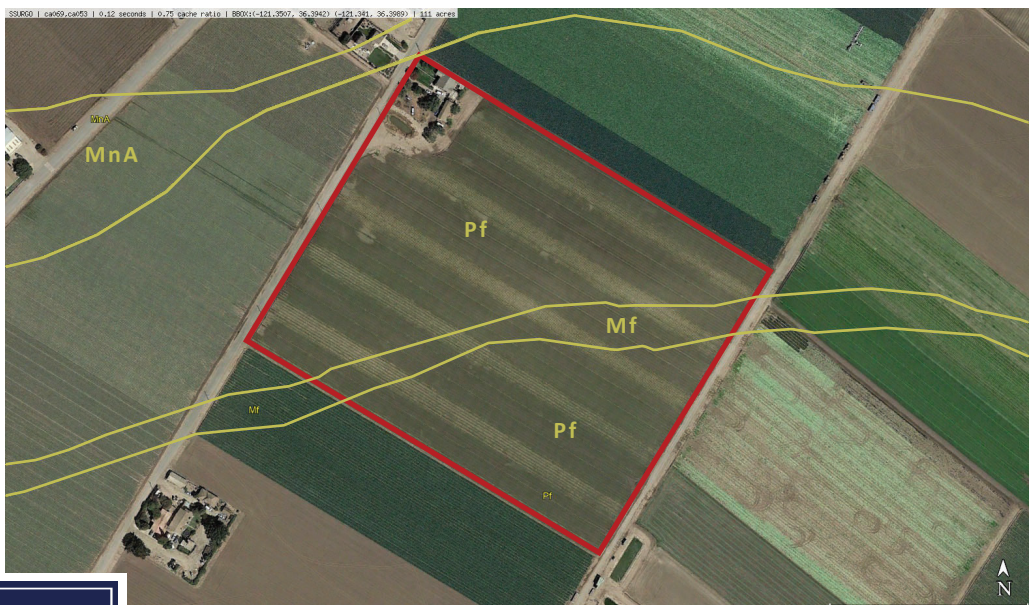 SSURGO | ca069,ca053 | 0.12 seconds | 0.75 cache ratio | BBOX:(-121.3507, 36.3942) (-121.341, 36.3989) | 111 acres
MnA
MnA
Pf
Mf
Mf
Pf
Pf
N